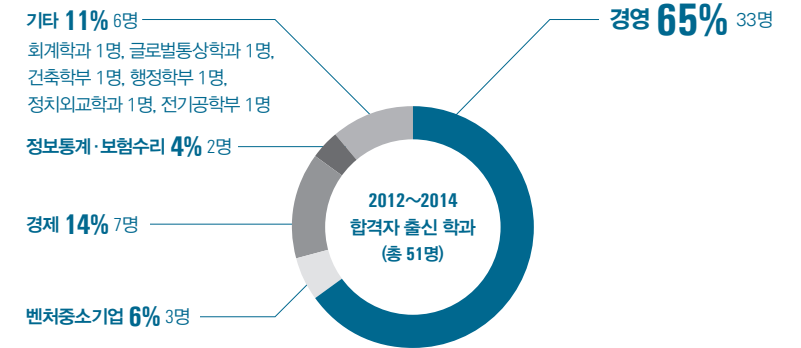 기타 11% 6명
회계학과 1명, 글로벌통상학과 1명,
건축학부 1명, 행정학부 1명,
정치외교학과 1명, 전기공학부 1명
경영 65% 33명
정보통계·보험수리 4% 2명
경제 14% 7명
벤처중소기업 6% 3명
2012~2014
합격자 출신 학과
(총 51명)